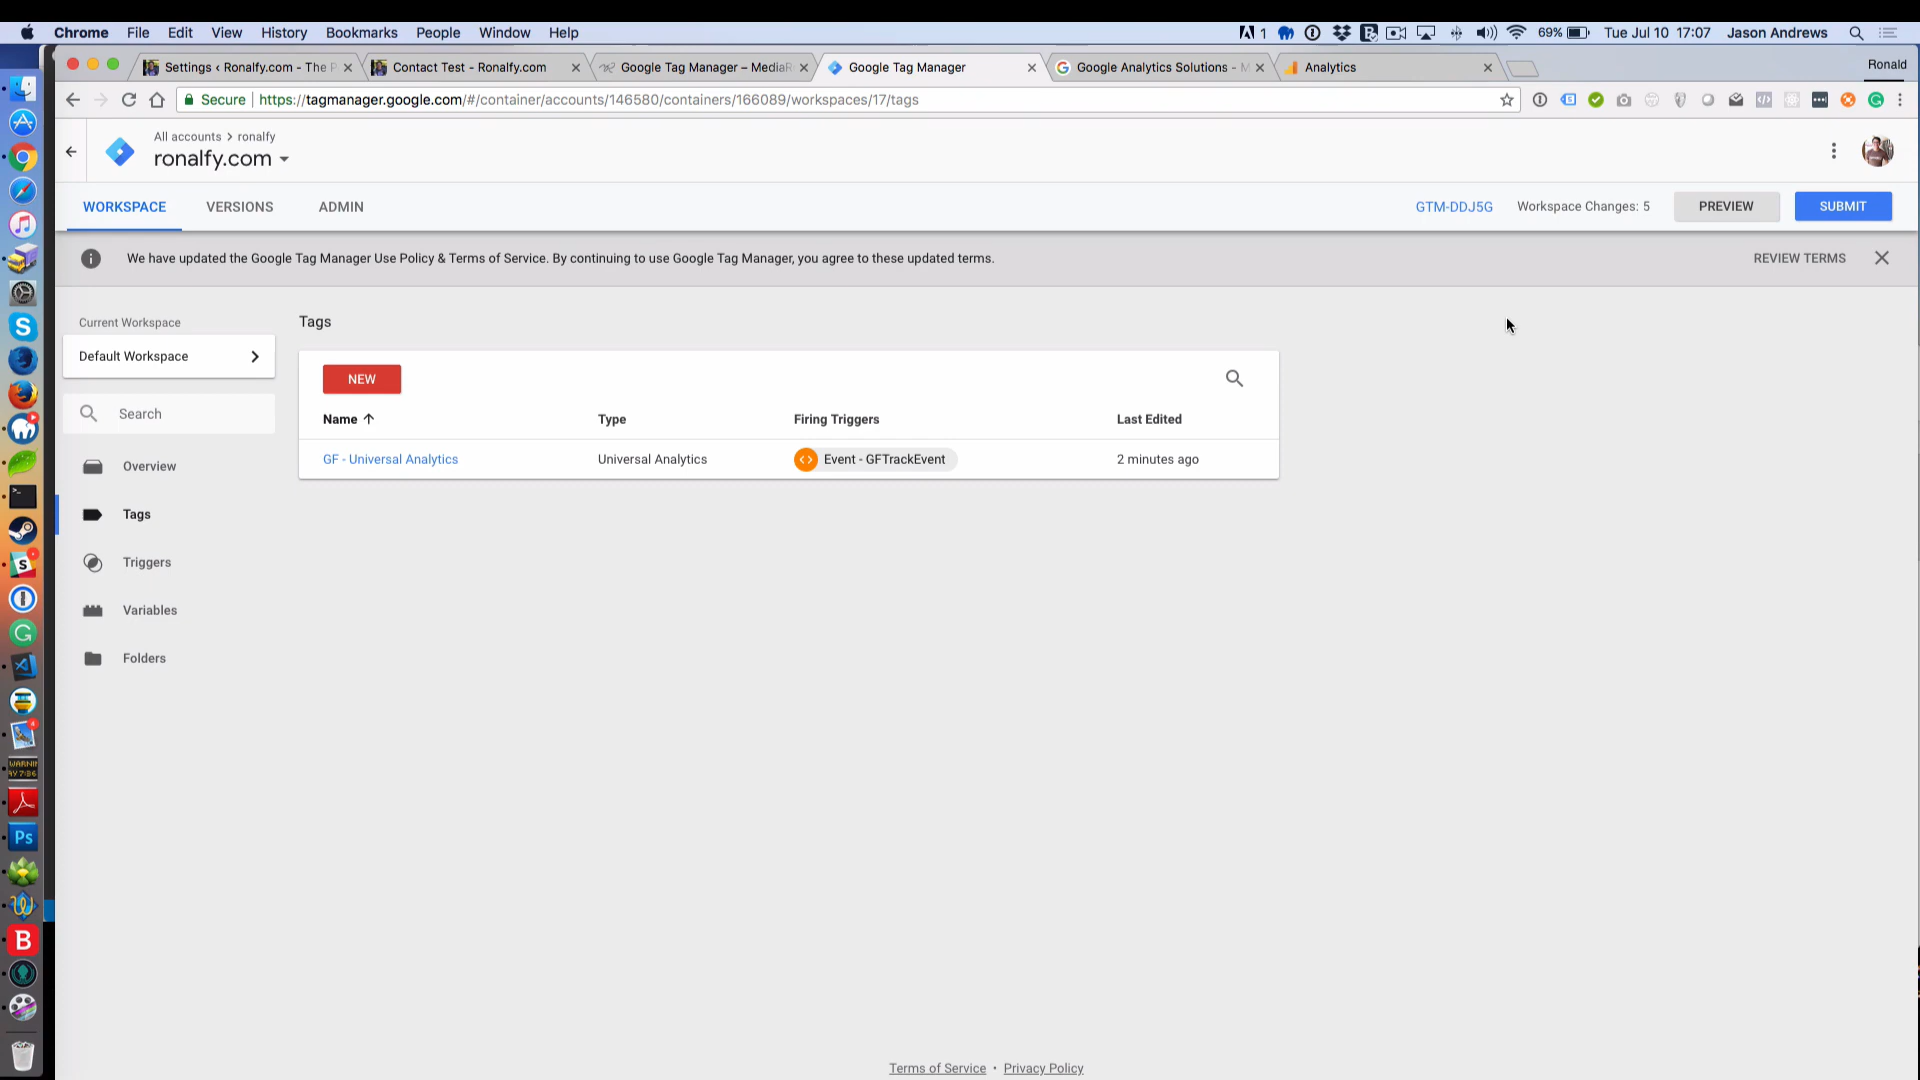 Chrome File Edit View History Bookmarks People Window Help
1 69% Tue Jul 10 17:07 Jason Andrews
Settings ‹ Ronalfy.com - The P
Contact Test - Ronalfy.com
Google Tag Manager – MediaR
Google Tag Manager
Google Analytics Solutions - M
Analytics
Ronald
Secure https://tagmanager.google.com/#/container/accounts/146580/containers/166089/workspaces/17/tags
All accounts > ronalfy
ronalfy.com
WORKSPACE VERSIONS ADMIN
GTM-DDJ5G Workspace Changes: 5 PREVIEW SUBMIT
We have updated the Google Tag Manager Use Policy & Terms of Service. By continuing to use Google Tag Manager, you agree to these updated terms.
REVIEW TERMS
Current Workspace
Default Workspace
Search
Overview
Tags
Triggers
Variables
Folders
Tags
NEW
Name Type Firing Triggers Last Edited
GF - Universal Analytics Universal Analytics Event - GFTrackEvent 2 minutes ago
Ps
B
Terms of Service • Privacy Policy